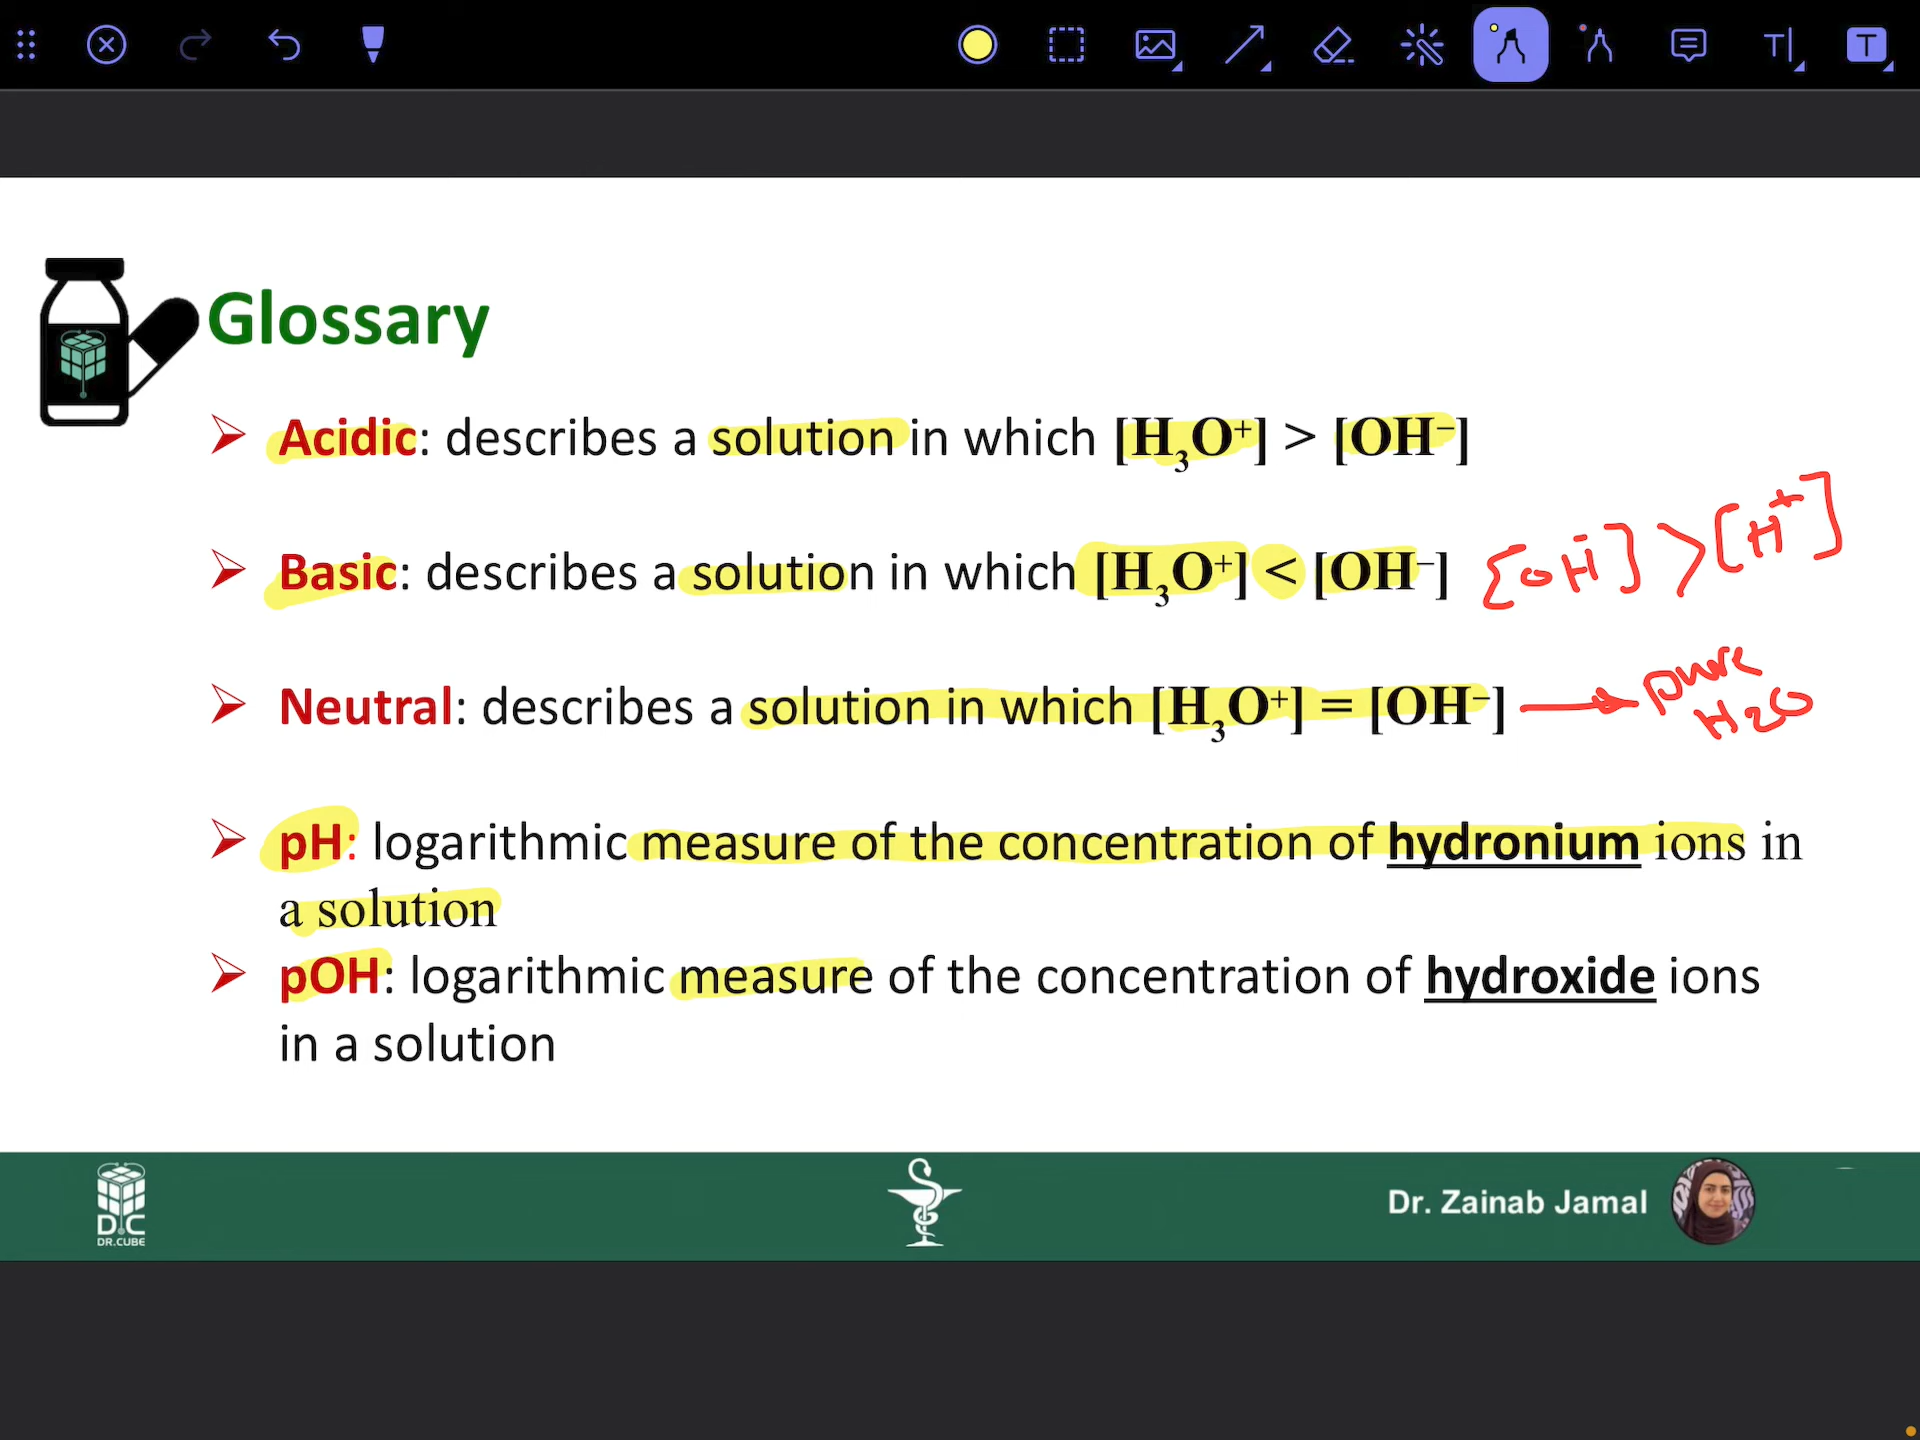 Glossary
Acidic: describes a solution in which [H₃O⁺] > [OH⁻]
Basic: describes a solution in which [H₃O⁺] < [OH⁻] [OH⁻] > [H⁺]
Neutral: describes a solution in which [H₃O⁺] = [OH⁻] → pure H₂O
pH: logarithmic measure of the concentration of hydronium ions in
a solution
pOH: logarithmic measure of the concentration of hydroxide ions
in a solution
DC
DR.CUBE
Dr. Zainab Jamal